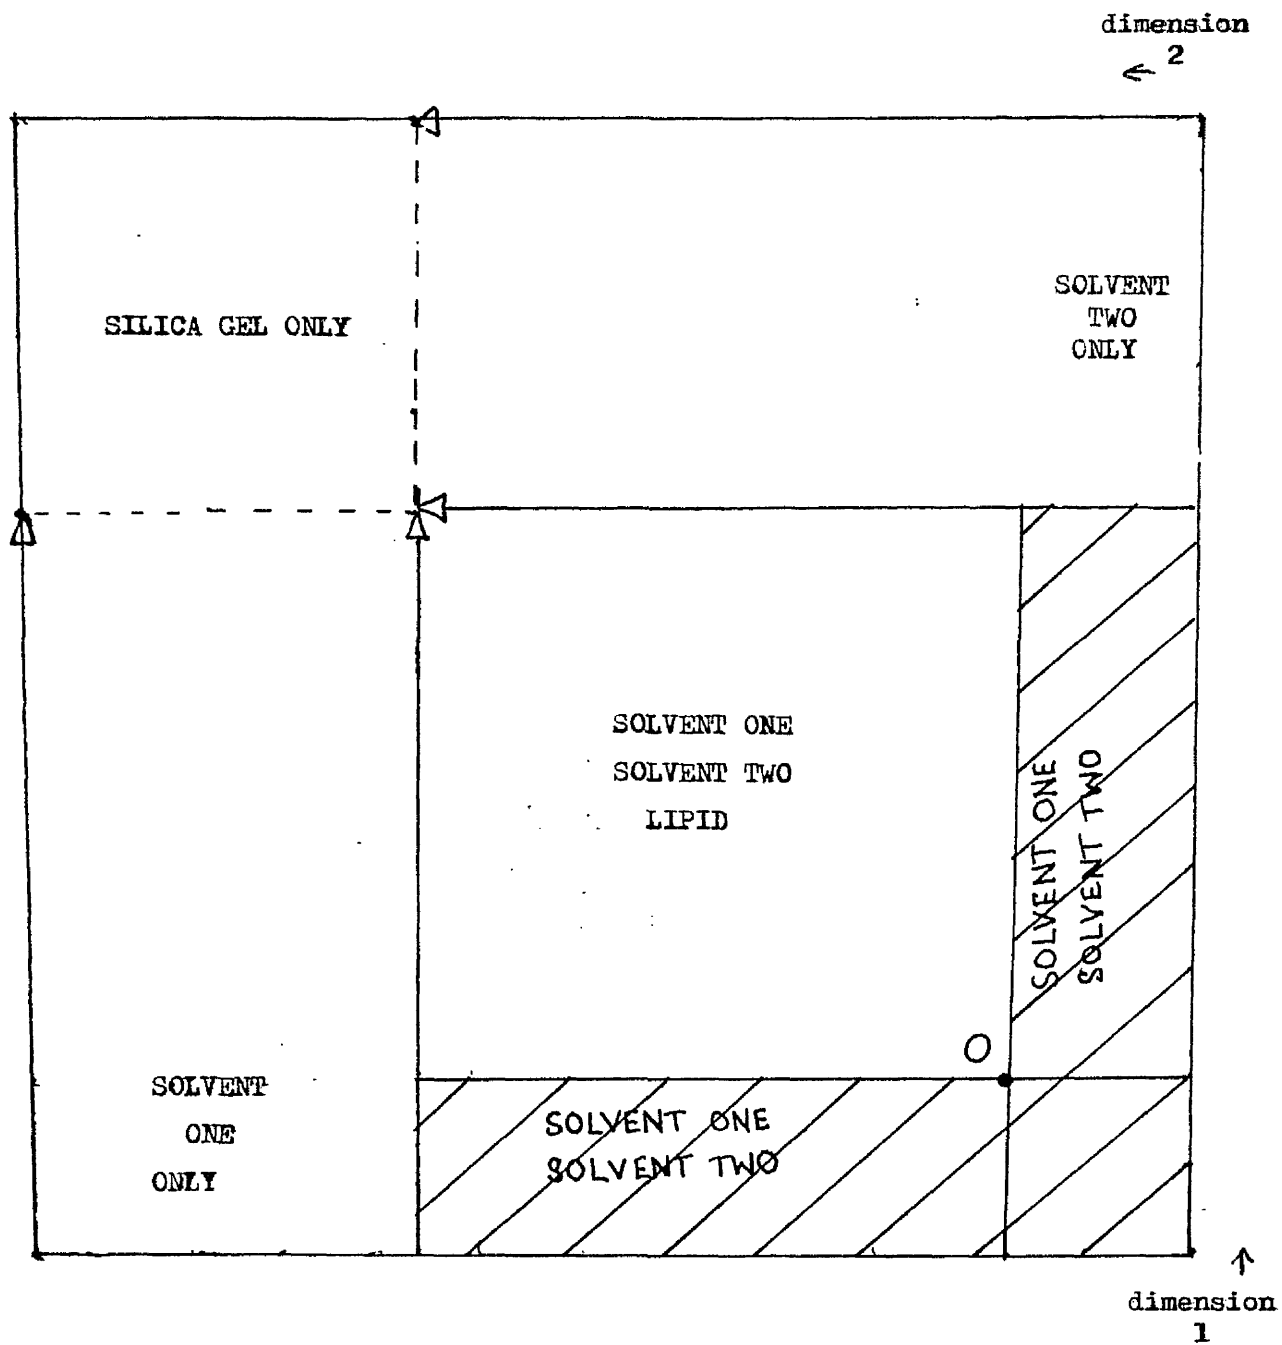 dimension
← 2
SILICA GEL ONLY
SOLVENT
TWO
ONLY
SOLVENT ONE
SOLVENT TWO
LIPID
SOLVENT ONE
SOLVENT TWO
O
SOLVENT
ONE
ONLY
SOLVENT ONE
SOLVENT TWO
↑
dimension
1